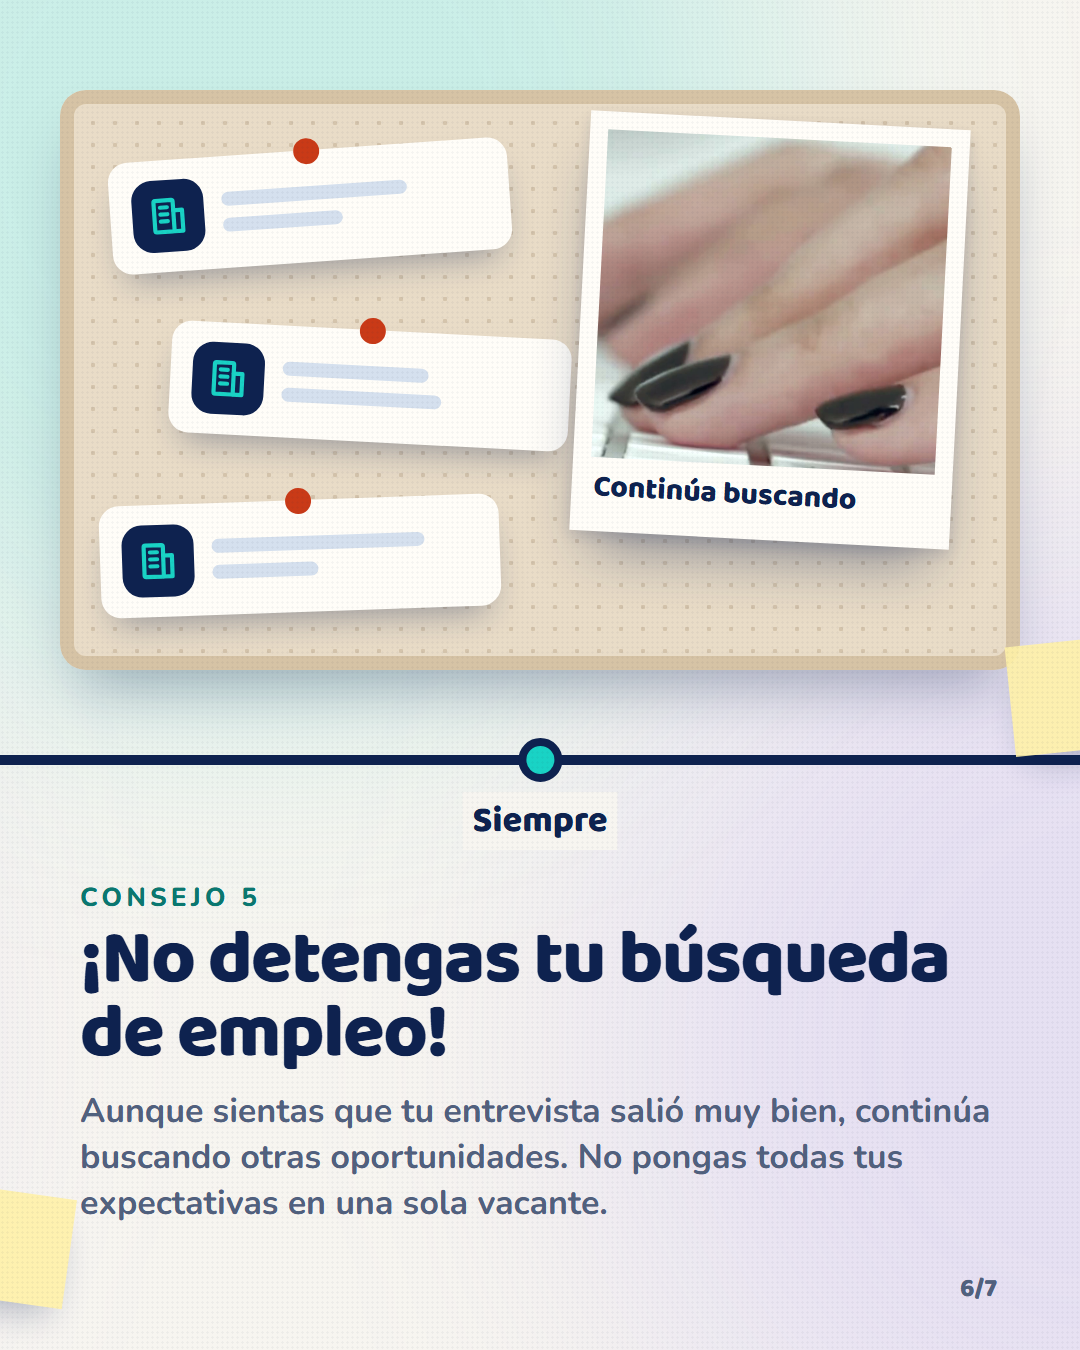 Continúa buscando
Siempre
CONSEJO 5
¡No detengas tu búsqueda
de empleo!
Aunque sientas que tu entrevista salió muy bien, continúa
buscando otras oportunidades. No pongas todas tus
expectativas en una sola vacante.
6/7